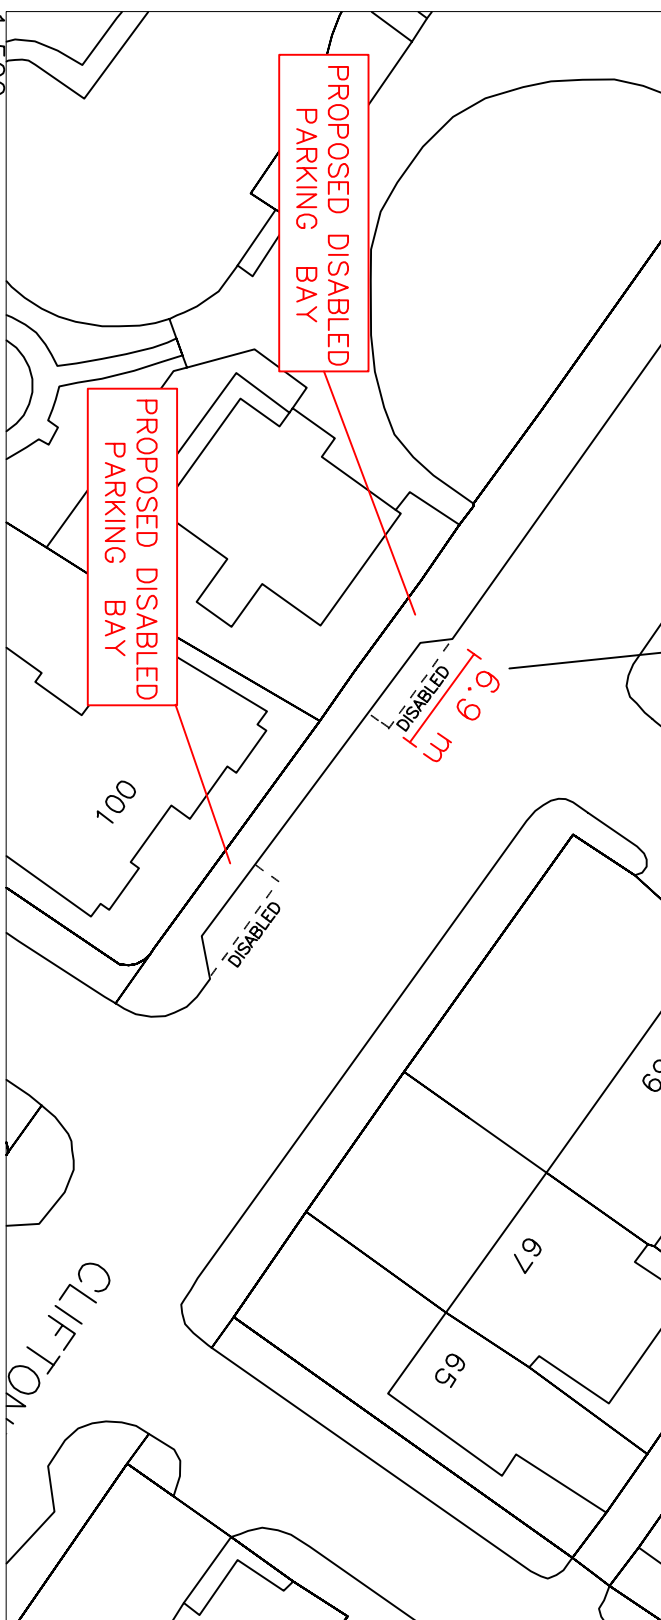 PROPOSED DISABLED
PARKING BAY
PROPOSED DISABLED
PARKING BAY
DISABLED
6.9 m
DISABLED
100
67
65
CLIFTON